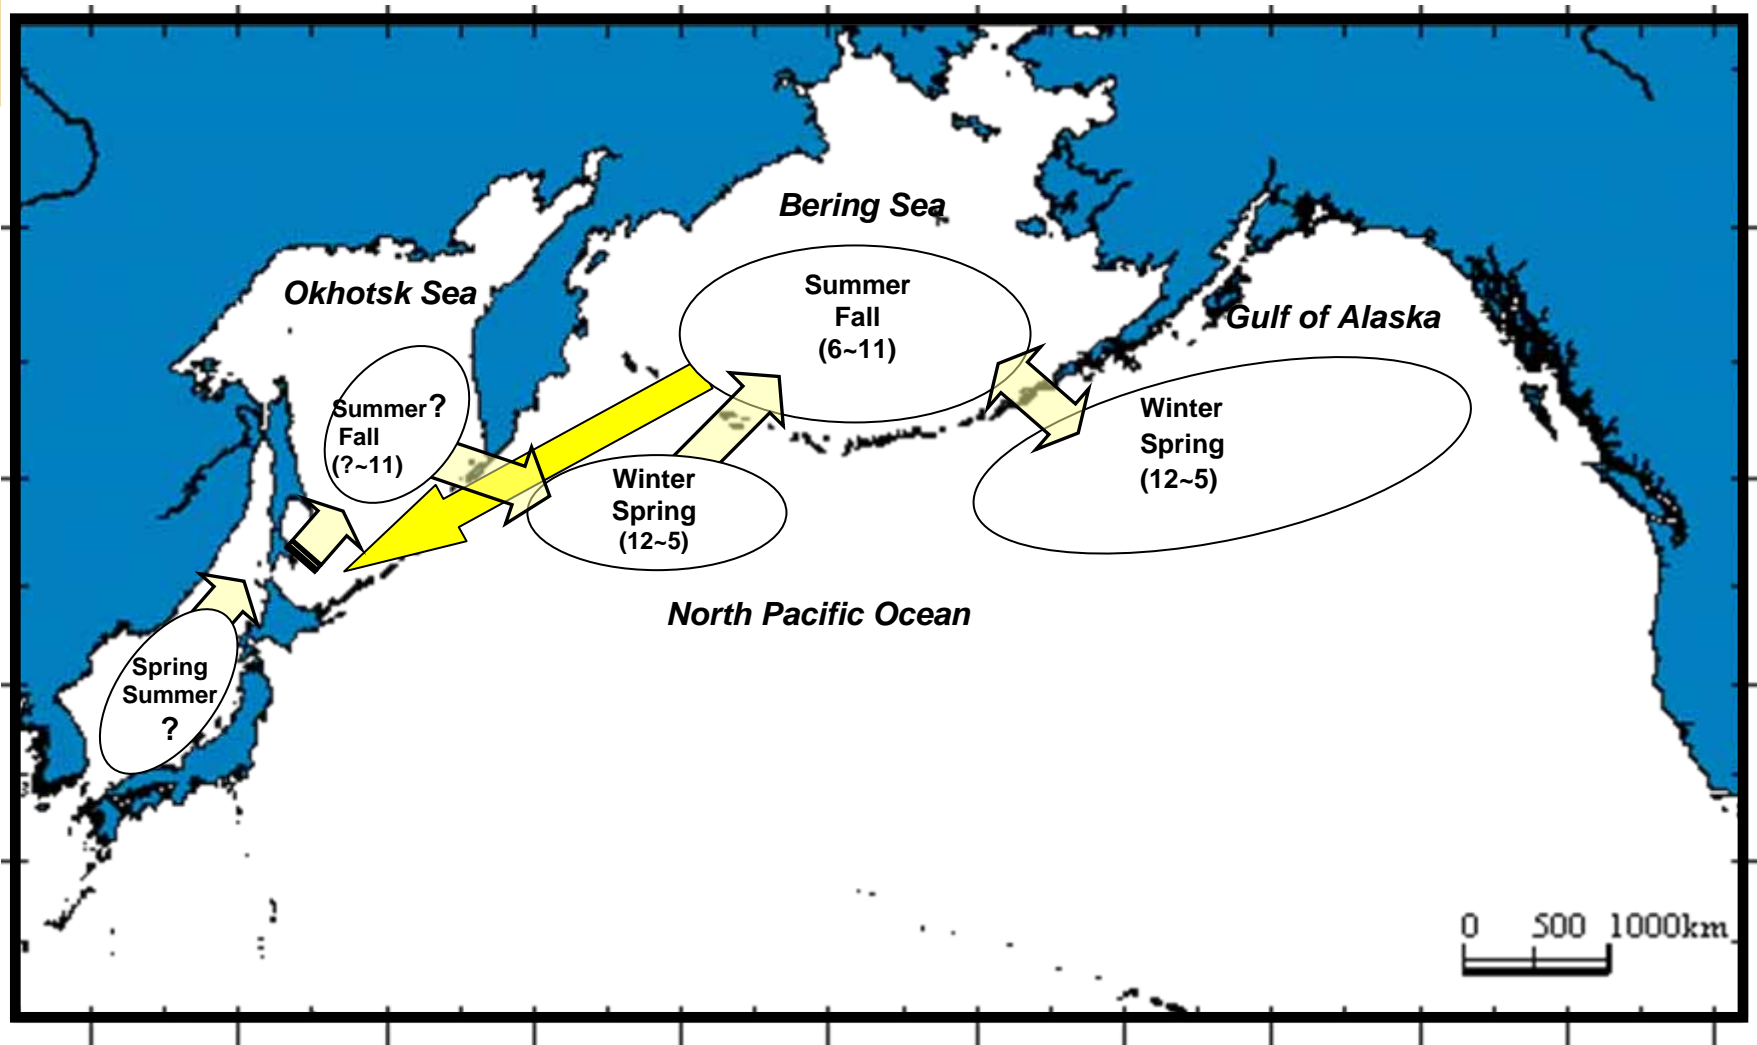 Bering Sea
Summer
Fall
(6~11)
Okhotsk Sea
Gulf of Alaska
Summer?
Fall
(?~11)
Winter
Spring
(12~5)
Winter
Spring
(12~5)
North Pacific Ocean
Spring
Summer
?
0 500 1000km